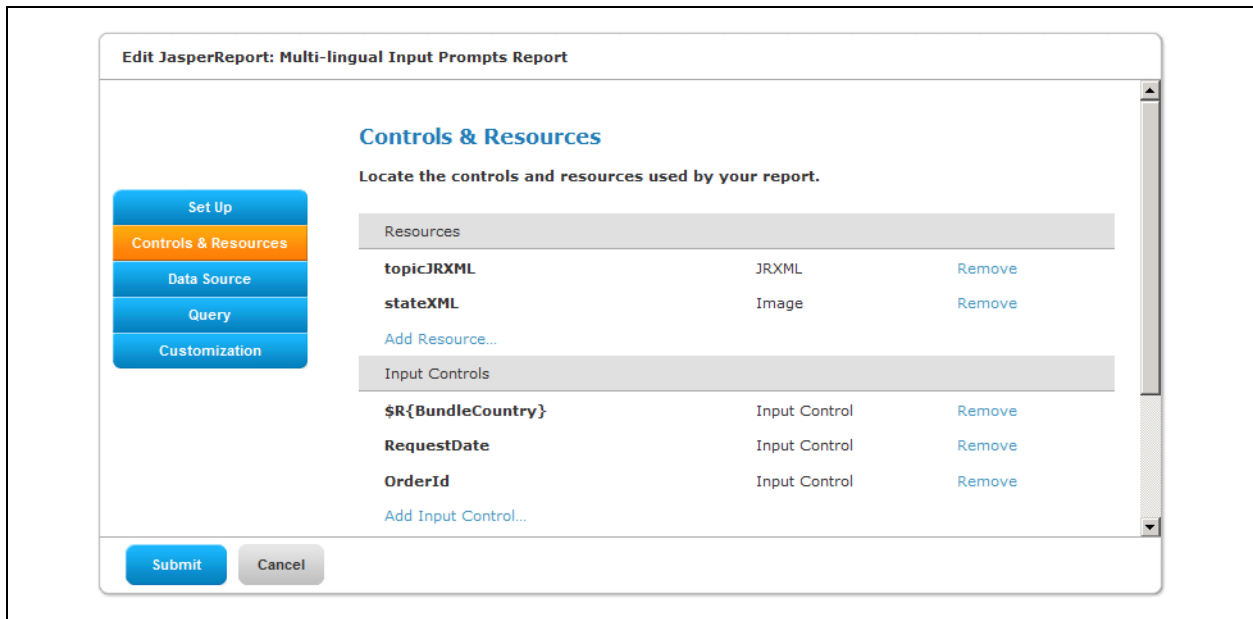 Edit JasperReport: Multi-lingual Input Prompts Report
Controls & Resources
Locate the controls and resources used by your report.
Set Up
Controls & Resources
Data Source
Query
Customization
Resources
topicJRXML JRXML Remove
stateXML Image Remove
Add Resource...
Input Controls
$R{BundleCountry} Input Control Remove
RequestDate Input Control Remove
OrderId Input Control Remove
Add Input Control...
Submit Cancel